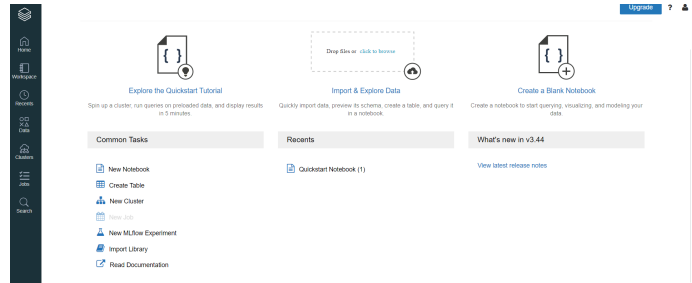 Upgrade ?
Home
Workspace
Recents
Data
Clusters
Jobs
Search
{ }
Drop files or click to browse
{ }
Explore the Quickstart Tutorial
Import & Explore Data
Create a Blank Notebook
Spin up a cluster, run queries on preloaded data, and display results
in 5 minutes.
Quickly import data, preview its schema, create a table, and query it
in a notebook.
Create a notebook to start querying, visualizing, and modeling your
data.
Common Tasks
New Notebook
Create Table
New Cluster
New Job
New MLflow Experiment
Import Library
Read Documentation
Recents
Quickstart Notebook (1)
What's new in v3.44
View latest release notes